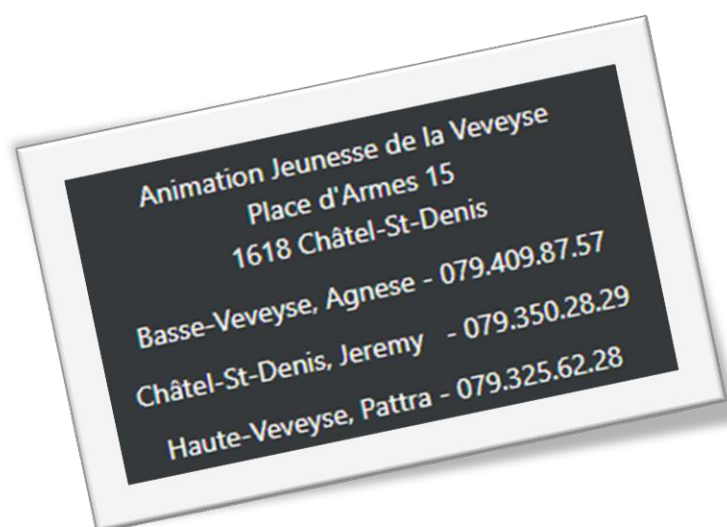 Animation Jeunesse de la Veveyse
Place d'Armes 15
1618 Châtel-St-Denis
Basse-Veveyse, Agnese - 079.409.87.57
Châtel-St-Denis, Jeremy - 079.350.28.29
Haute-Veveyse, Pattra - 079.325.62.28